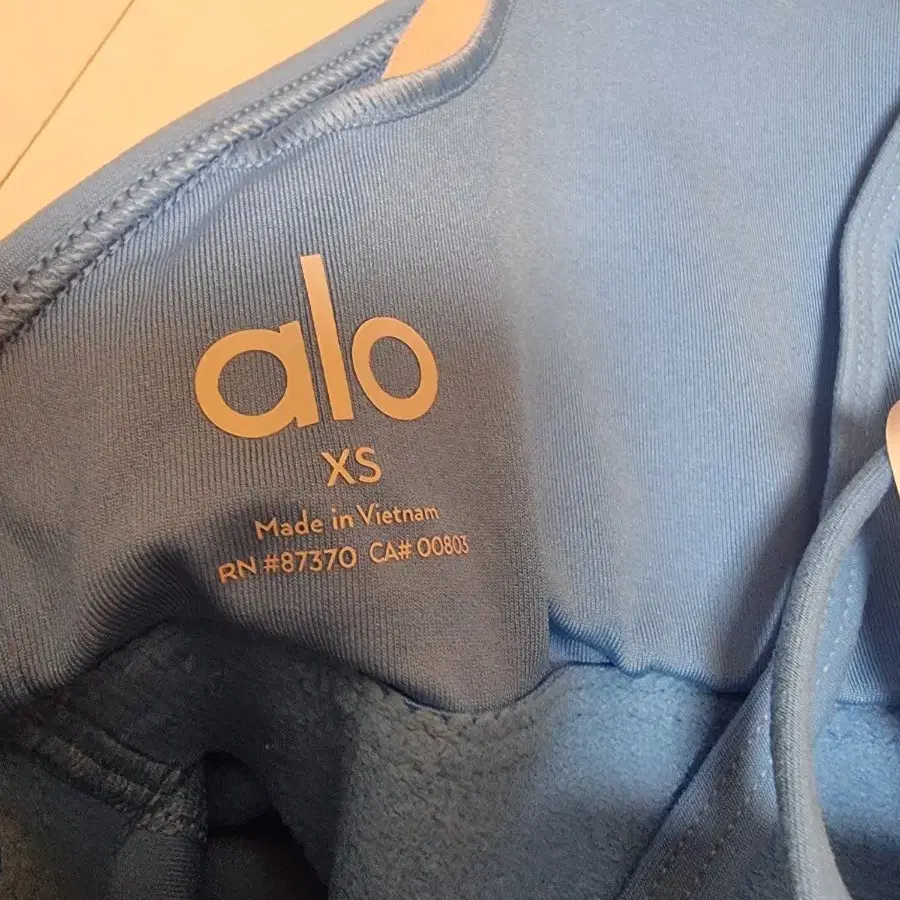 alo
XS
Made in Vietnam
RN #87370 CA# 00803